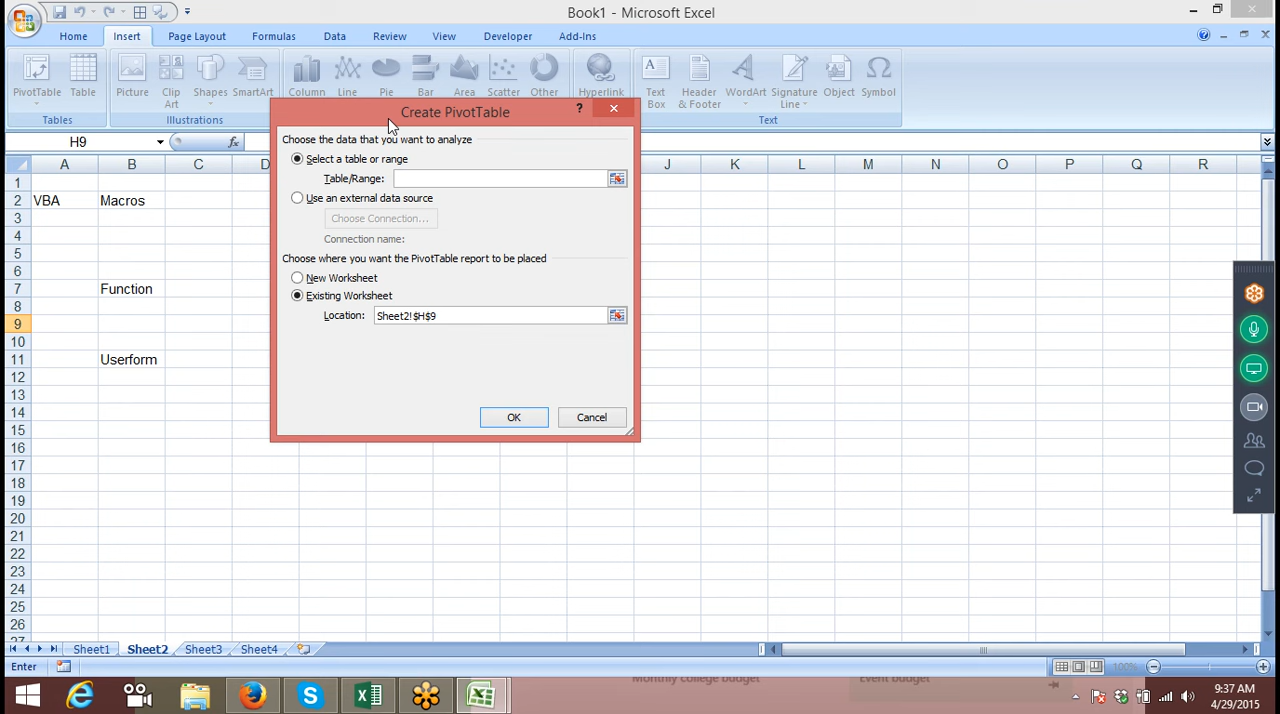 Book1 - Microsoft Excel
Home Insert Page Layout Formulas Data Review View Developer Add-Ins
PivotTable Table Picture Clip Art Shapes SmartArt Column Line Pie Bar Area Scatter Other Hyperlink Text Box Header & Footer WordArt Signature Line Object Symbol
Tables Illustrations Text
H9 fx
Create PivotTable
?
Choose the data that you want to analyze
Select a table or range
Table/Range:
Use an external data source
Choose Connection...
Connection name:
Choose where you want the PivotTable report to be placed
New Worksheet
Existing Worksheet
Location: Sheet2!$H$9
OK Cancel
A B C D J K L M N O P Q R
1
2 VBA Macros
3
4
5
6
7 Function
8
9
10
11 Userform
12
13
14
15
16
17
18
19
20
21
22
23
24
25
26
27
Sheet1 Sheet2 Sheet3 Sheet4
Enter 100%
Monthly college budget Event budget
9:37 AM
4/29/2015